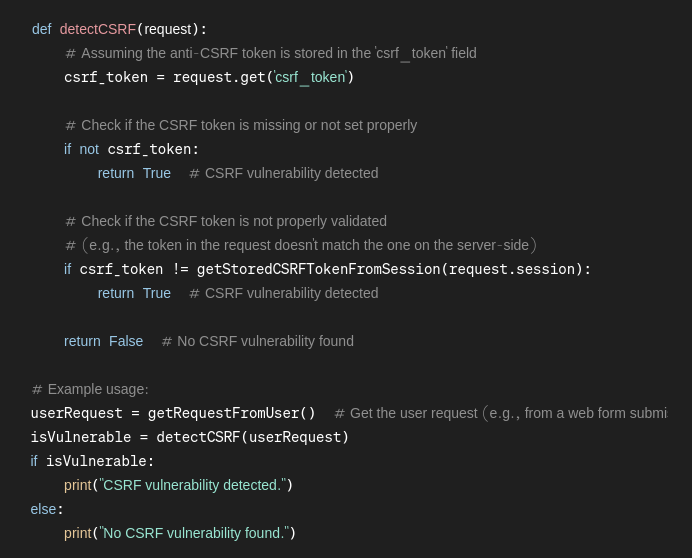 def detectCSRF(request):
# Assuming the anti-CSRF token is stored in the 'csrf_token' field
csrf_token = request.get('csrf_token')
# Check if the CSRF token is missing or not set properly
if not csrf_token:
return True # CSRF vulnerability detected
# Check if the CSRF token is not properly validated
# (e.g., the token in the request doesn't match the one on the server-side)
if csrf_token != getStoredCSRFTokenFromSession(request.session):
return True # CSRF vulnerability detected
return False # No CSRF vulnerability found
# Example usage:
userRequest = getRequestFromUser() # Get the user request (e.g., from a web form submi
isVulnerable = detectCSRF(userRequest)
if isVulnerable:
print("CSRF vulnerability detected.")
else:
print("No CSRF vulnerability found.")